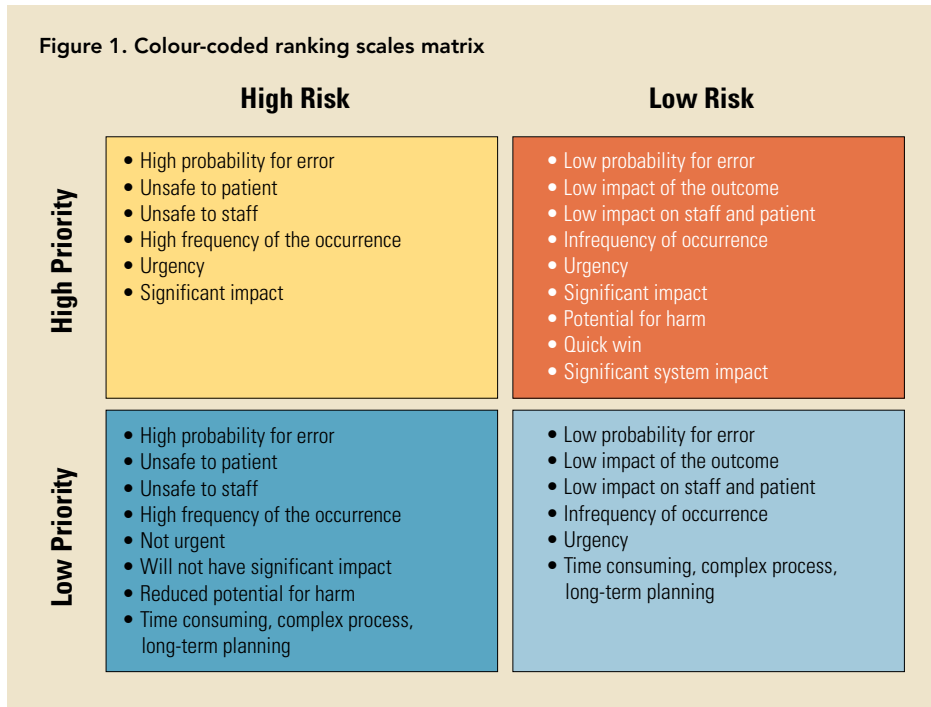 Figure 1. Colour-coded ranking scales matrix
High Risk
Low Risk
High Priority
• High probability for error
• Unsafe to patient
• Unsafe to staff
• High frequency of the occurrence
• Urgency
• Significant impact
• Low probability for error
• Low impact of the outcome
• Low impact on staff and patient
• Infrequency of occurrence
• Urgency
• Significant impact
• Potential for harm
• Quick win
• Significant system impact
Low Priority
• High probability for error
• Unsafe to patient
• Unsafe to staff
• High frequency of the occurrence
• Not urgent
• Will not have significant impact
• Reduced potential for harm
• Time consuming, complex process,
long-term planning
• Low probability for error
• Low impact of the outcome
• Low impact on staff and patient
• Infrequency of occurrence
• Urgency
• Time consuming, complex process,
long-term planning